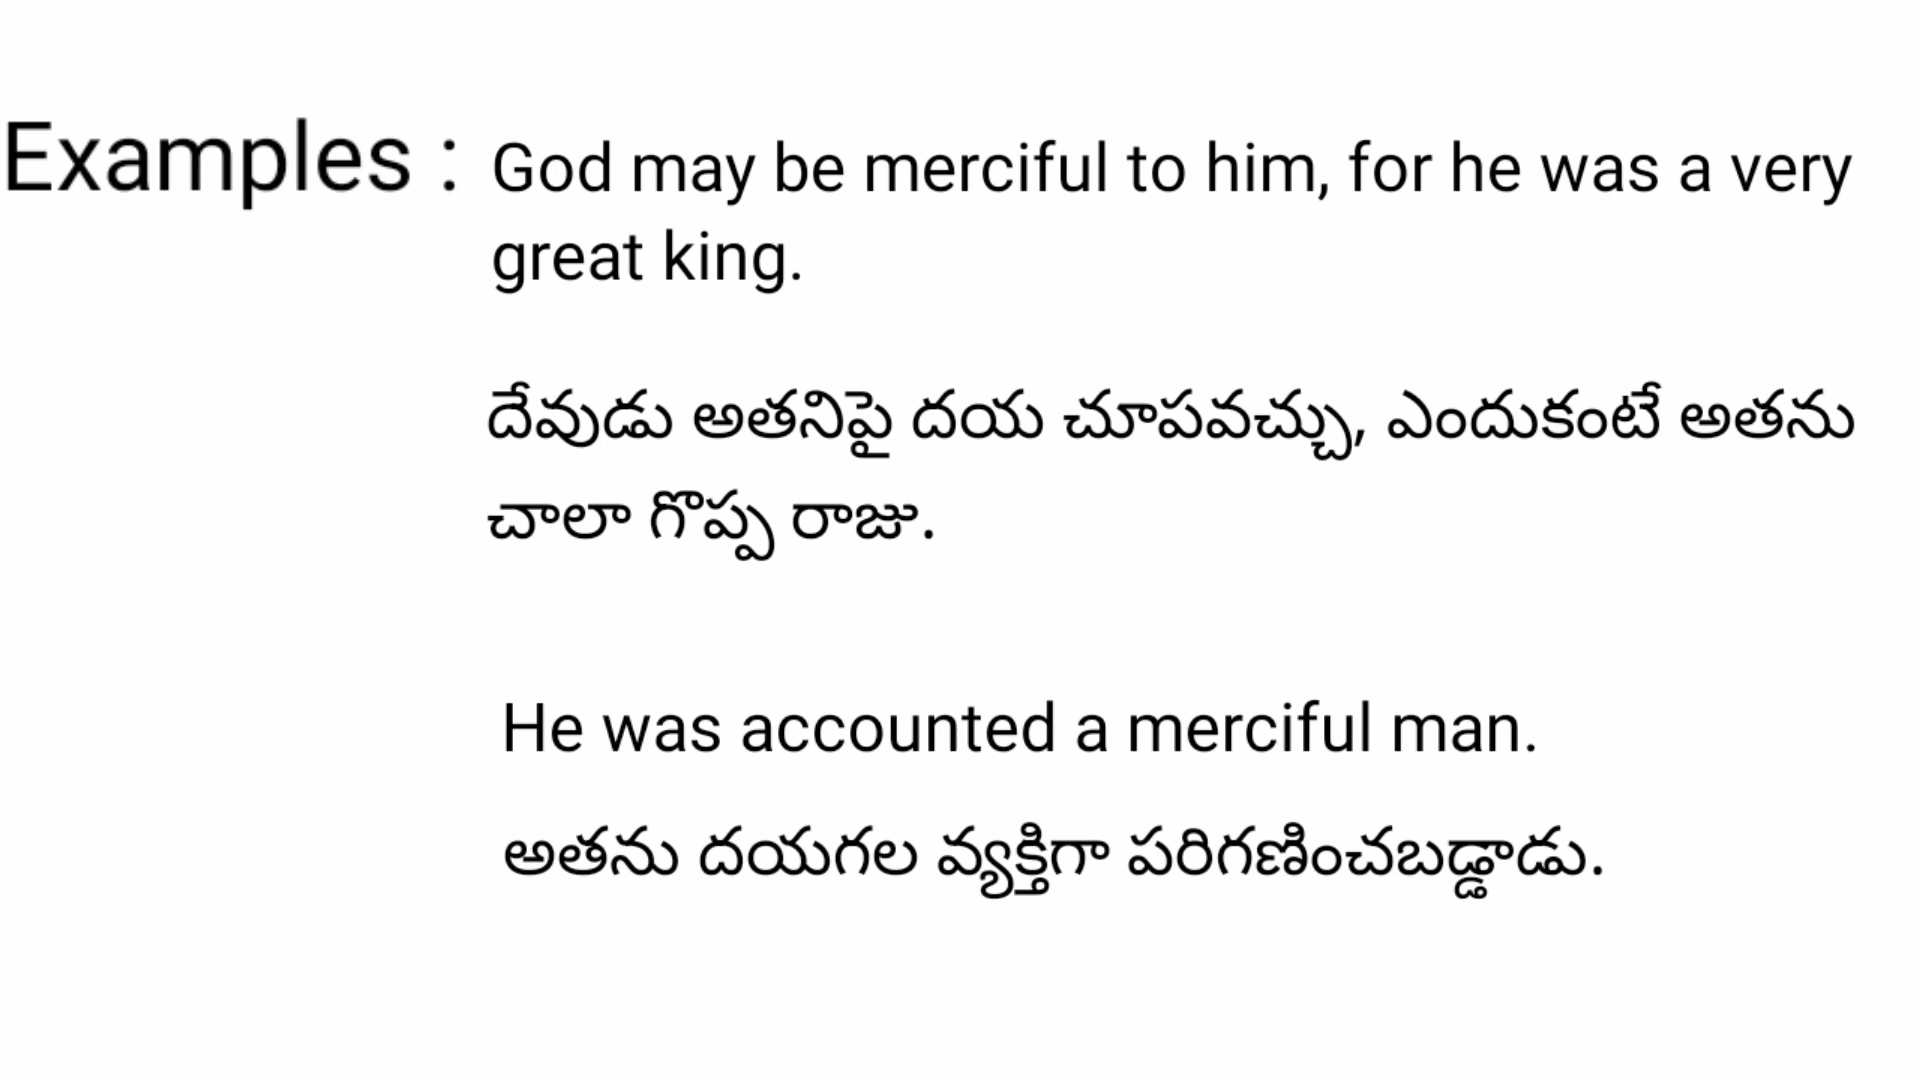 Examples : God may be merciful to him, for he was a very
great king.
దేవుడు అతనిపై దయ చూపవచ్చు, ఎందుకంటే అతను
చాలా గొప్ప రాజు.
He was accounted a merciful man.
అతను దయగల వ్యక్తిగా పరిగణించబడ్డాడు.